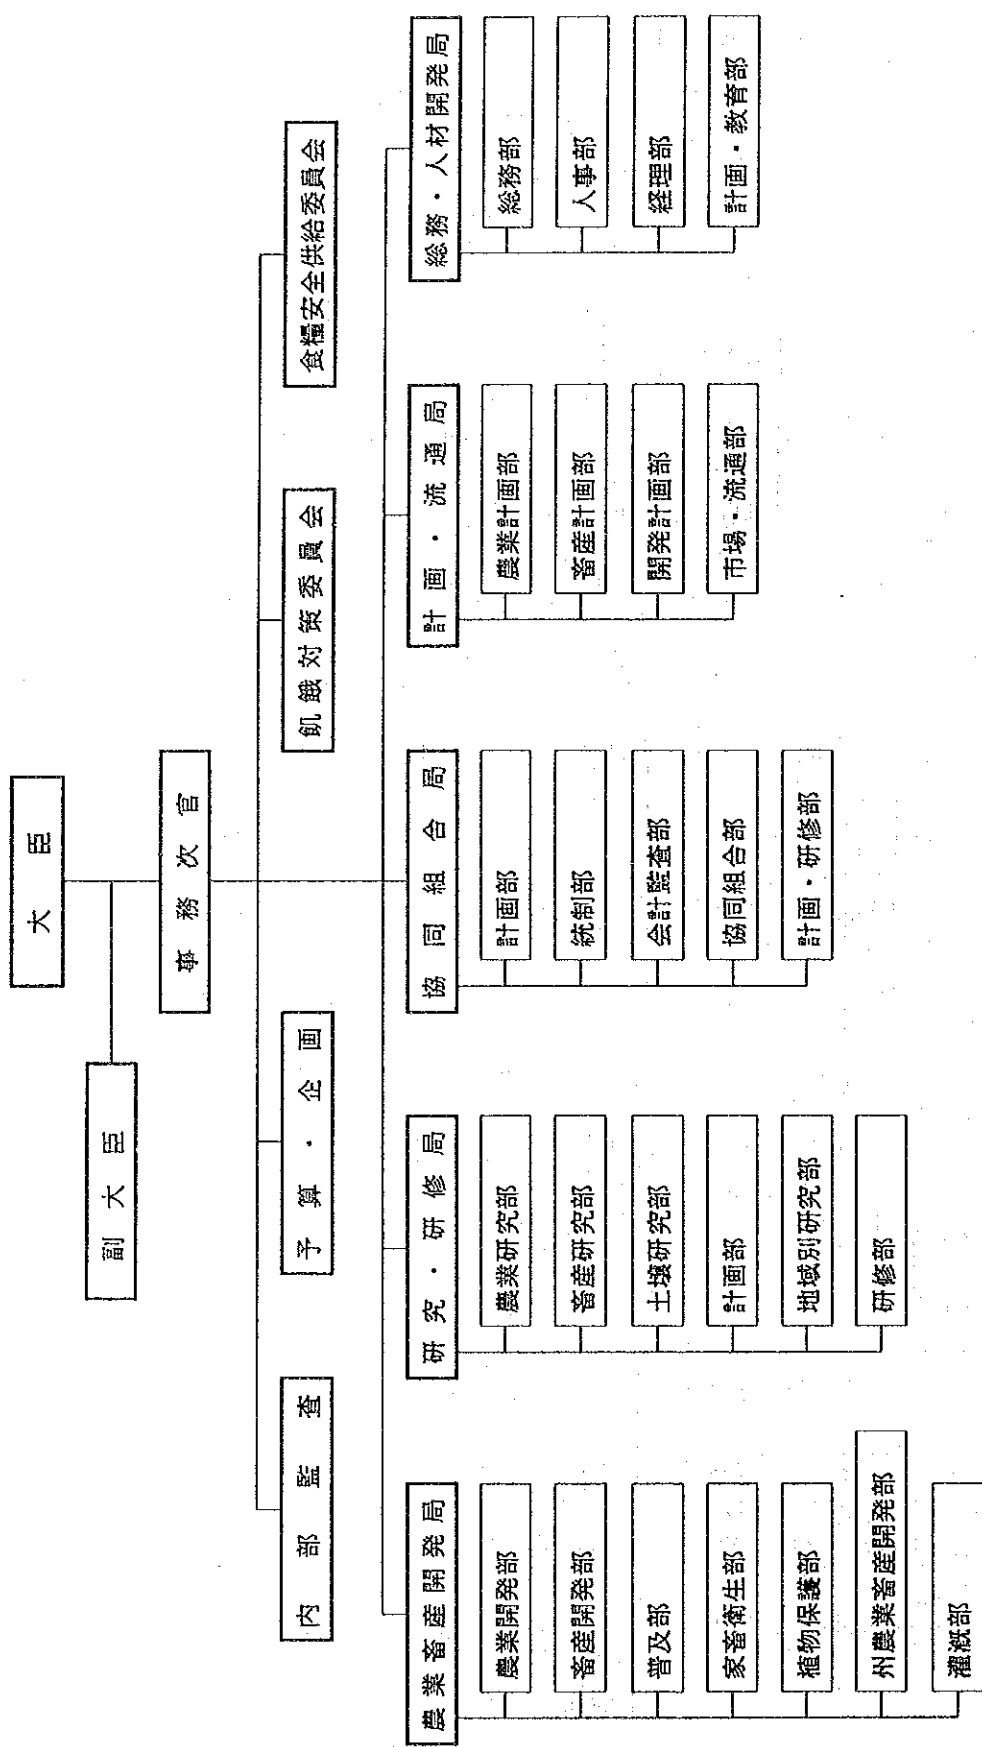 大臣
副大臣
事務次官
内部監査
予算・企画
飢餓対策委員会
食糧安全供給委員会
農業畜産開発局
農業開発部
畜産開発部
普及部
家畜衛生部
植物保護部
州農業畜産開発部
灌漑部
研究・研修局
農業研究部
畜産研究部
土壌研究部
計画部
地域別研究部
研修部
協同組合局
計画部
統制部
会計監査部
協同組合部
計画・研修部
計画・流通局
農業計画部
畜産計画部
開発計画部
市場・流通部
総務・人材開発局
総務部
人事部
経理部
計画・教育部